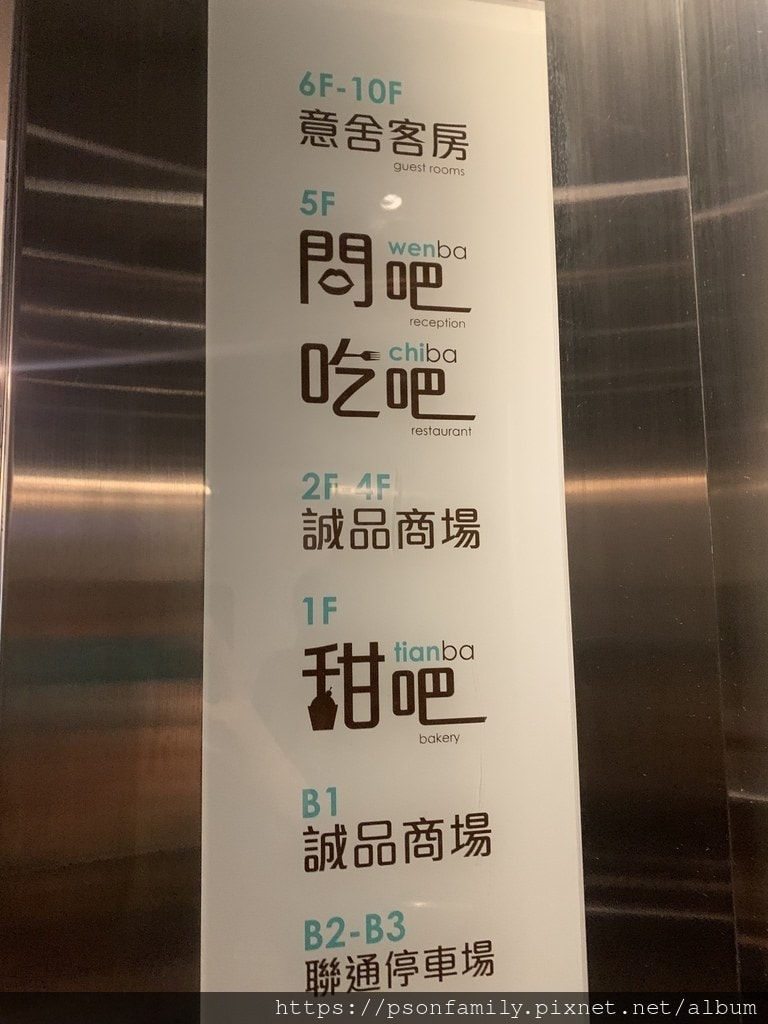 6F-10F
意舍客房
guest rooms
5F
問吧 wenba
reception
吃吧 chiba
restaurant
2F-4F
誠品商場
1F
甜吧 tianba
bakery
B1
誠品商場
B2-B3
聯通停車場
https://psonfamily.pixnet.net/album